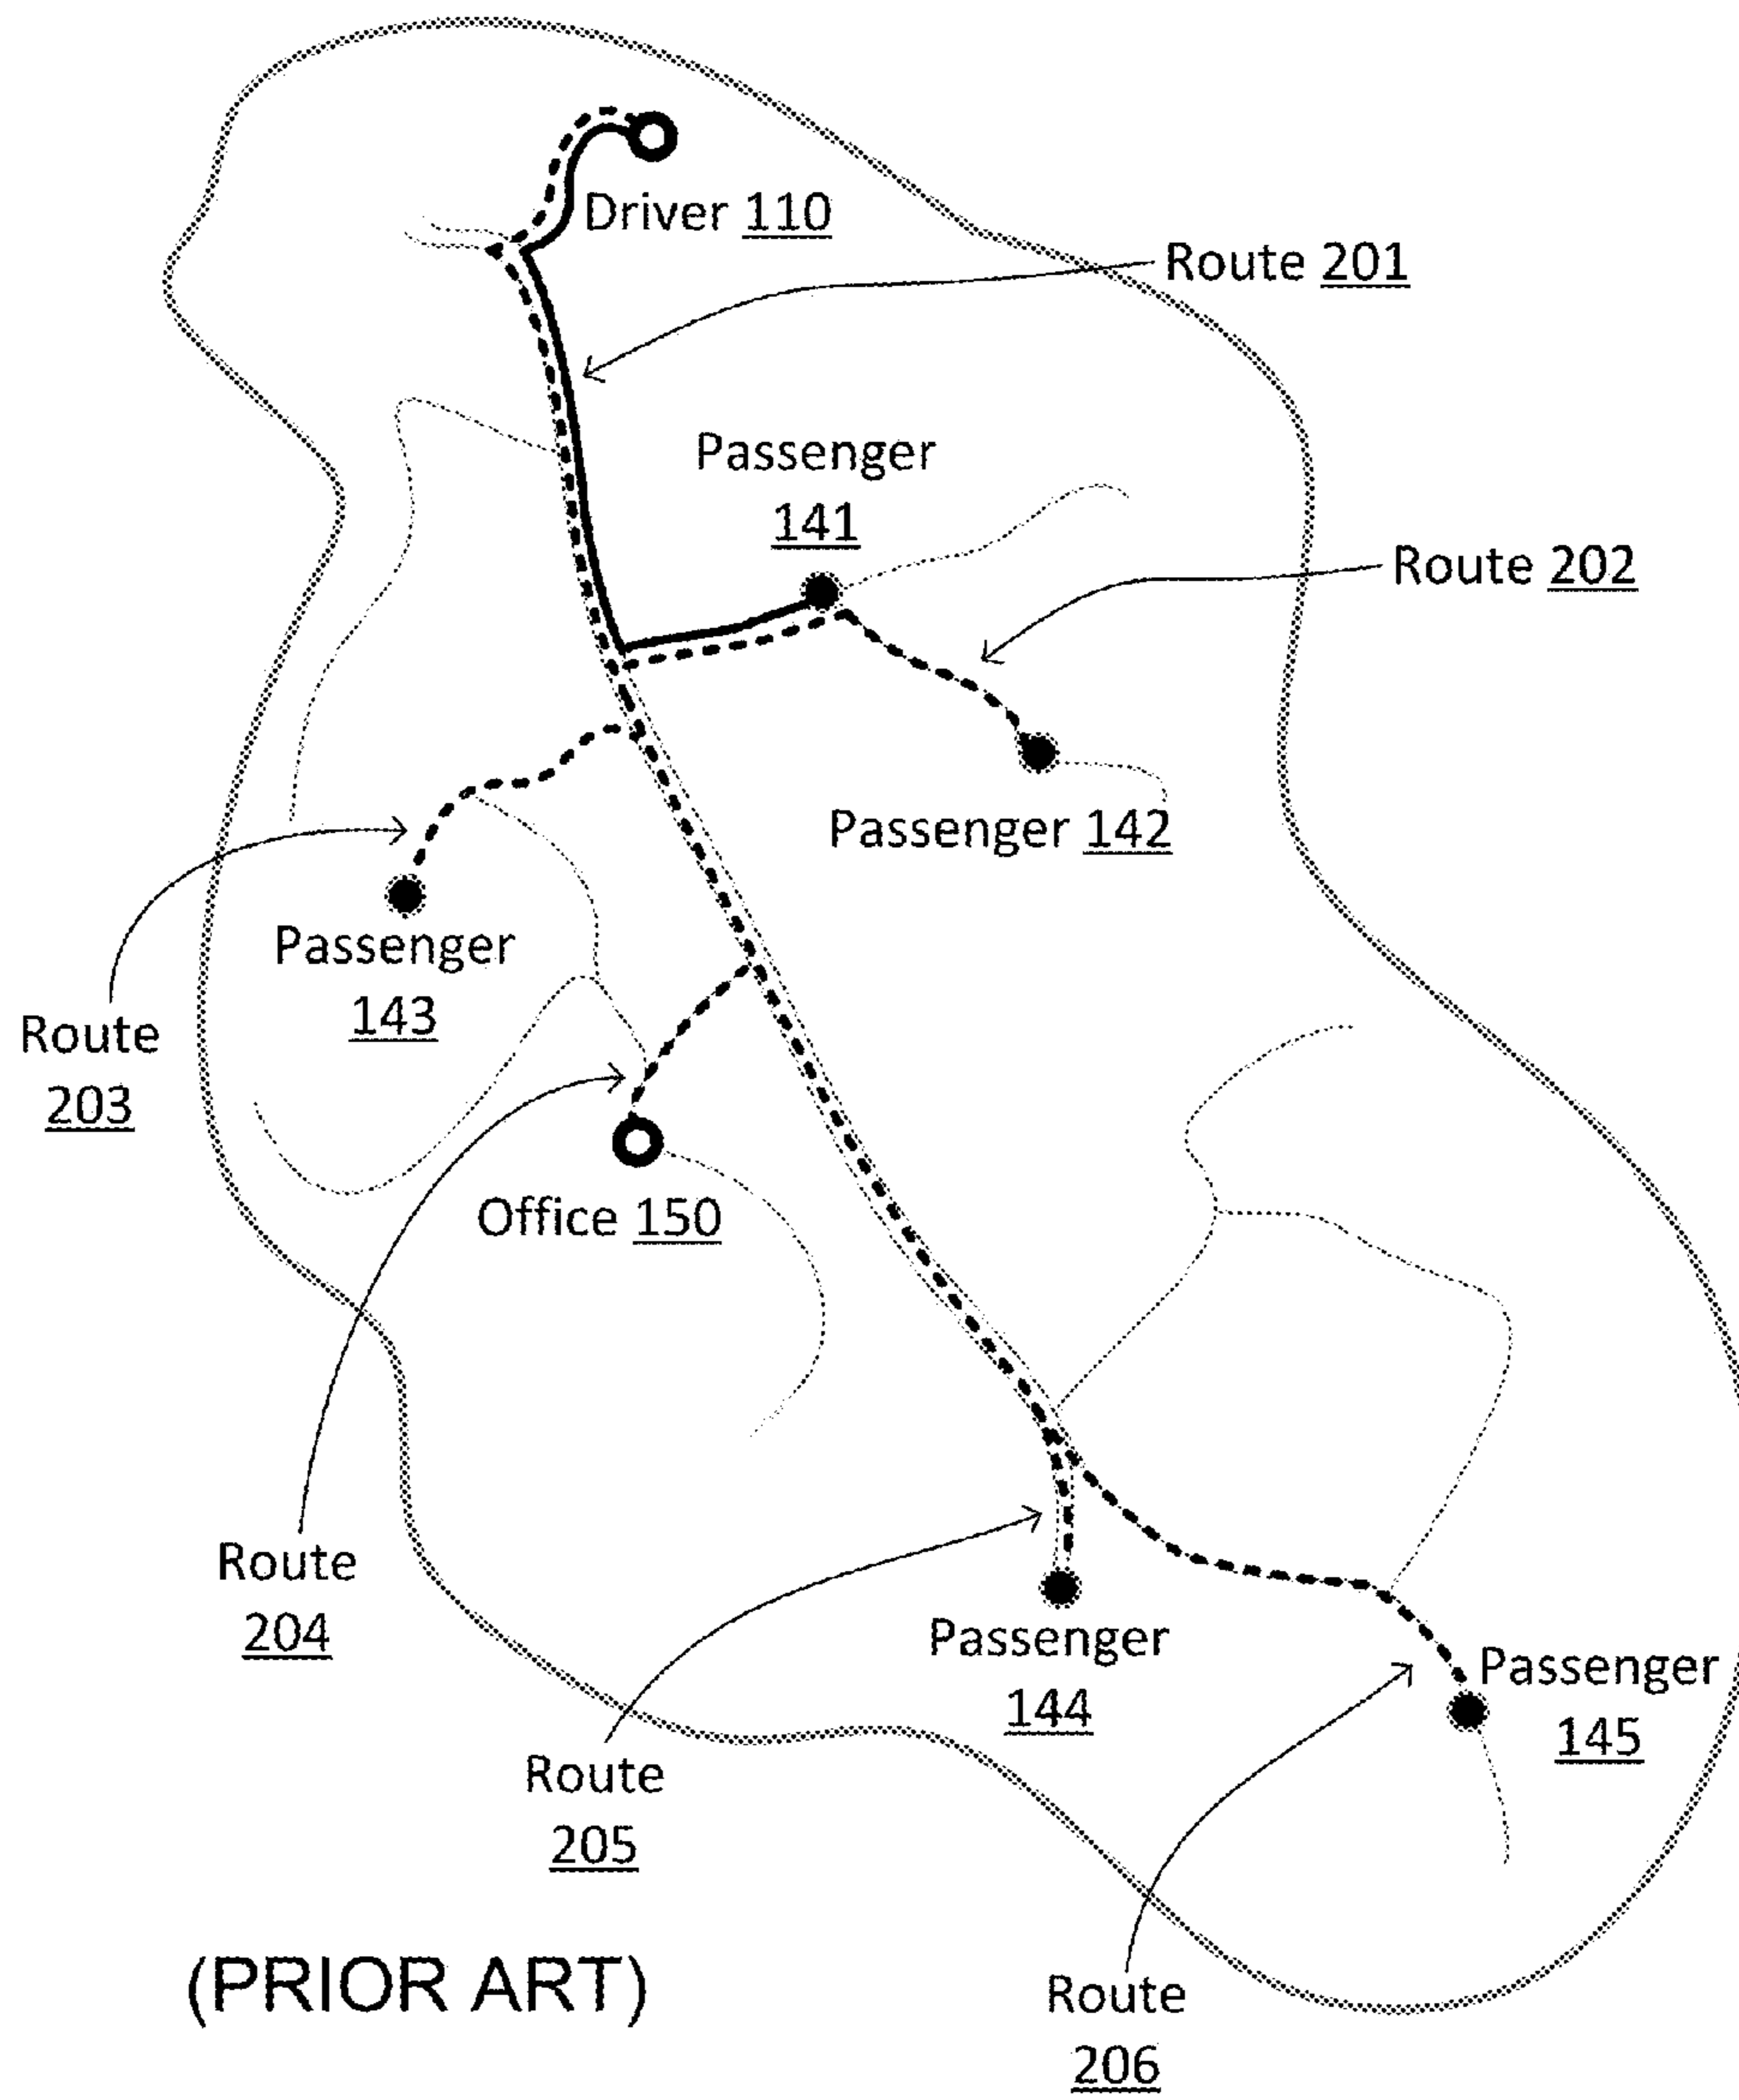 Driver 110
Route 201
Passenger
141
Route 202
Passenger 142
Passenger
143
Route
203
Office 150
Route
204
Passenger
144
Passenger
145
Route
205
Route
206
(PRIOR ART)